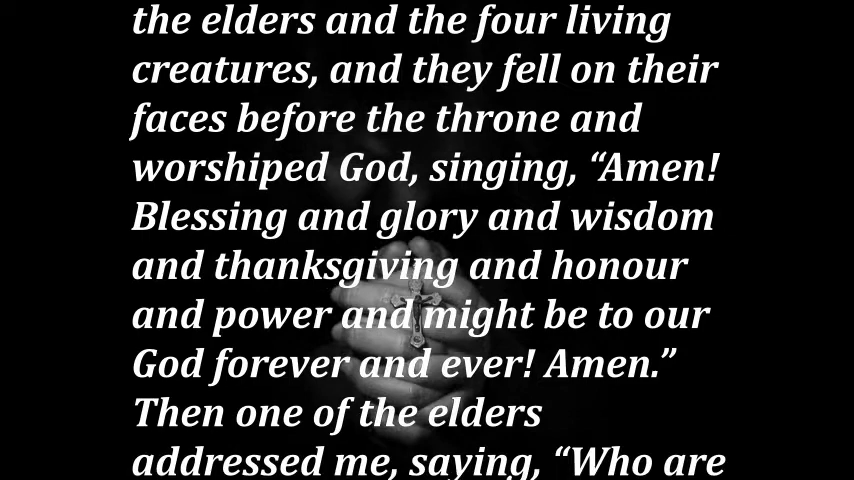 the elders and the four living
creatures, and they fell on their
faces before the throne and
worshiped God, singing, “Amen!
Blessing and glory and wisdom
and thanksgiving and honour
and power and might be to our
God forever and ever! Amen.”
Then one of the elders
addressed me, saying, “Who are